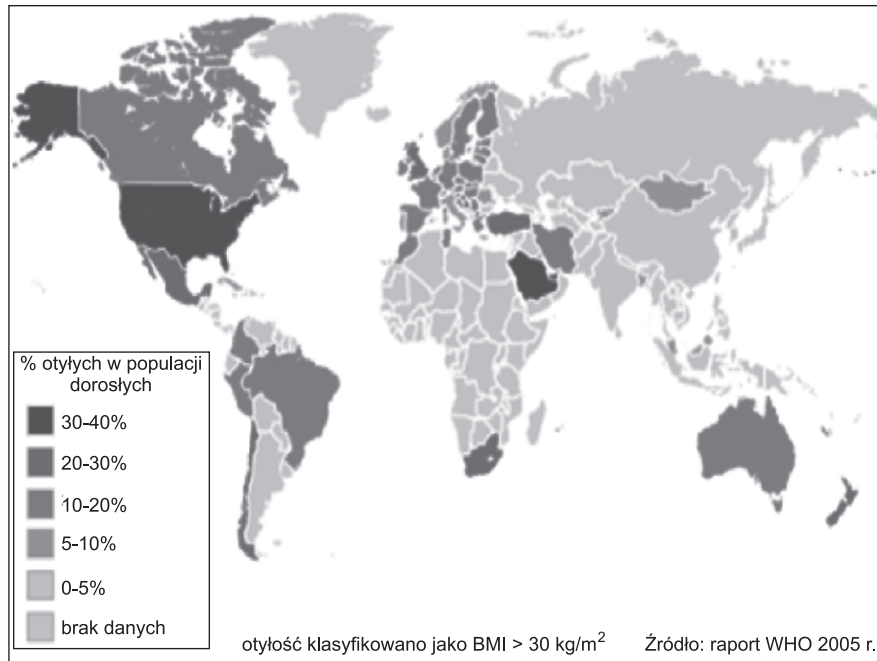 % otyłych w populacji
dorosłych
30-40%
20-30%
10-20%
5-10%
0-5%
brak danych
otyłość klasyfikowano jako BMI > 30 kg/m²
Źródło: raport WHO 2005 r.